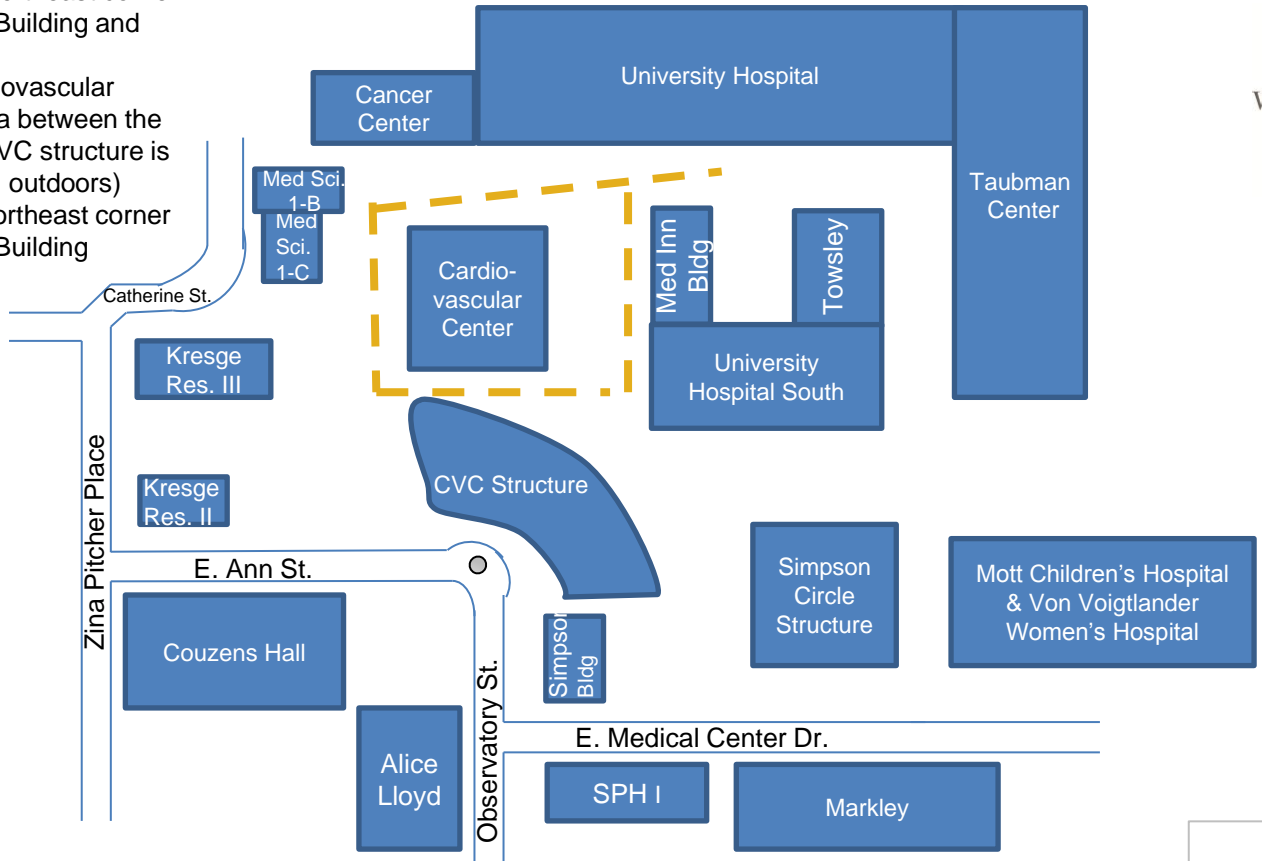 Building and
ovascular
a between the
VC structure is
outdoors)
ortheast corner
Building
University Hospital
Cancer
Center
Taubman
Center
Med Sci.
1-B
Med
Sci.
1-C
Cardio-
vascular
Center
Med Inn
Bldg
Towsley
University
Hospital South
Catherine St.
Kresge
Res. III
Zina Pitcher Place
Kresge
Res. II
CVC Structure
E. Ann St.
Simpson
Circle
Structure
Mott Children's Hospital
& Von Voigtlander
Women's Hospital
Couzens Hall
Simpson
Bldg
Observatory St.
E. Medical Center Dr.
Alice
Lloyd
SPH I
Markley